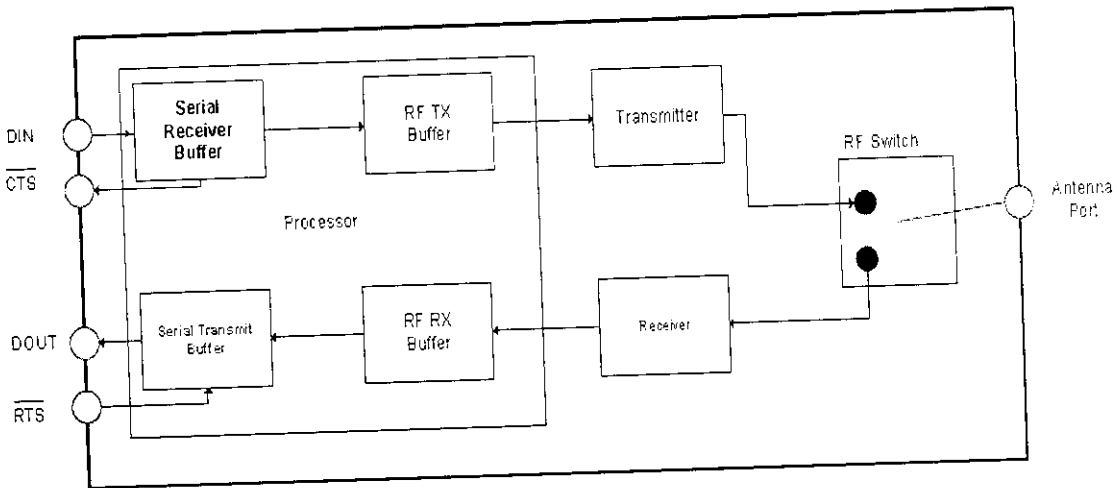 Serial
Receiver
Buffer
RF TX
Buffer
Transmitter
DIN
RF Switch
CTS
Antenna
Port
Processor
DOUT
Serial Transmit
Buffer
RF RX
Buffer
Receiver
RTS